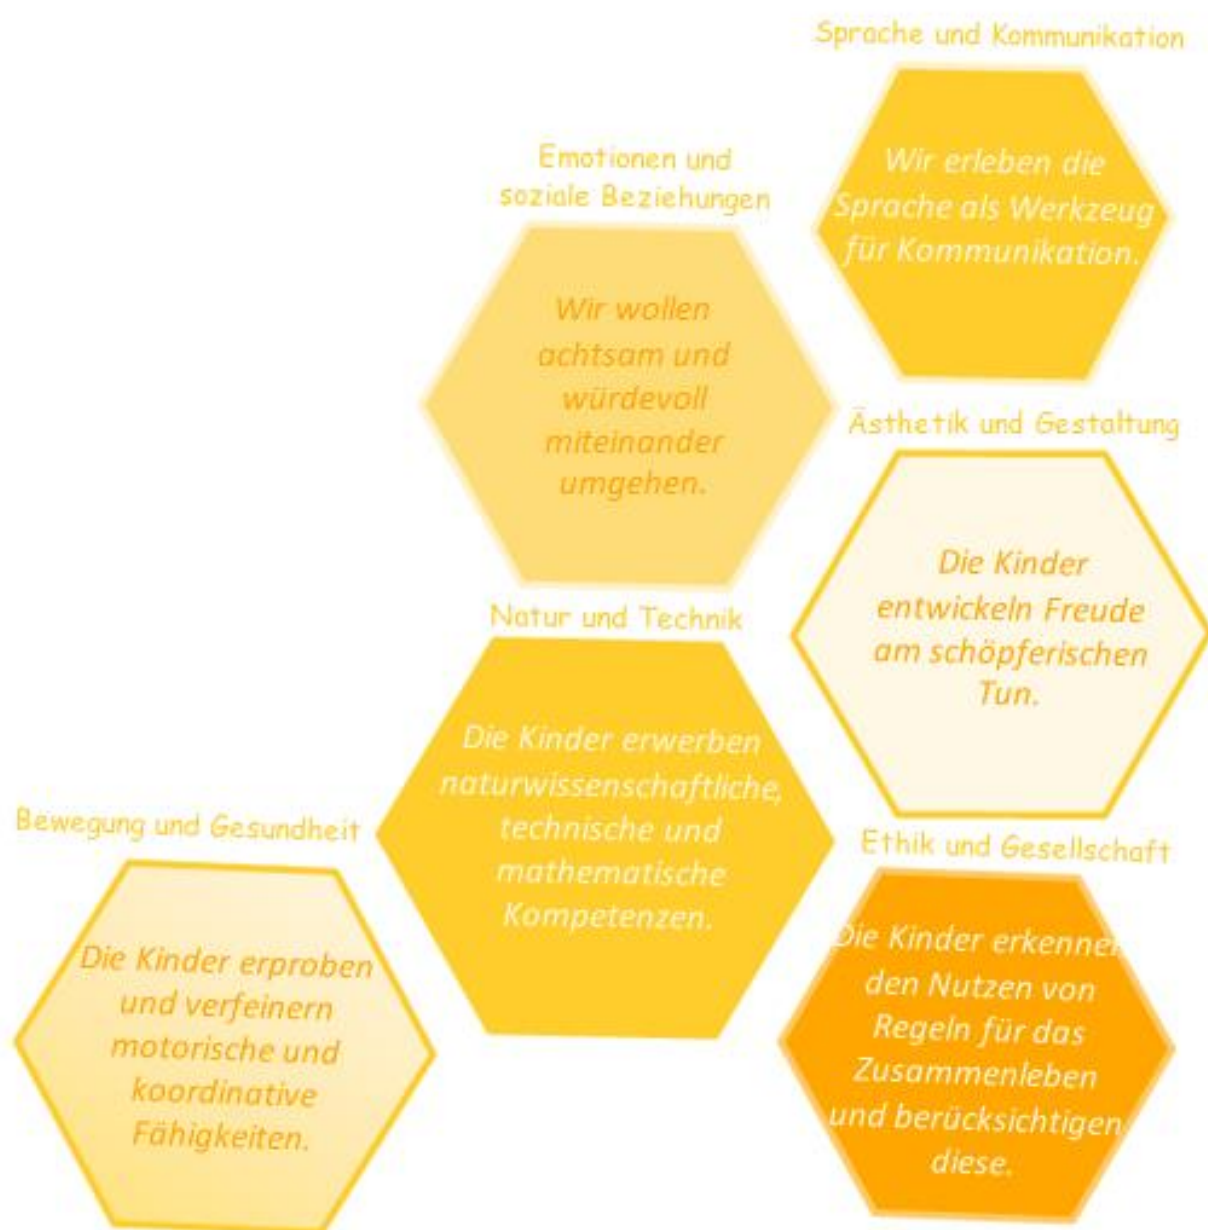 Sprache und Kommunikation
Wir erleben die
Sprache als Werkzeug
für Kommunikation.
Emotionen und
soziale Beziehungen
Wir wollen
achtsam und
würdevoll
miteinander
umgehen.
Ästhetik und Gestaltung
Die Kinder
entwickeln Freude
am schöpferischen
Tun.
Natur und Technik
Die Kinder erwerben
naturwissenschaftliche,
technische und
mathematische
Kompetenzen.
Bewegung und Gesundheit
Die Kinder erproben
und verfeinern
motorische und
koordinative
Fähigkeiten.
Ethik und Gesellschaft
Die Kinder erkennen
den Nutzen von
Regeln für das
Zusammenleben
und berücksichtigen
diese.